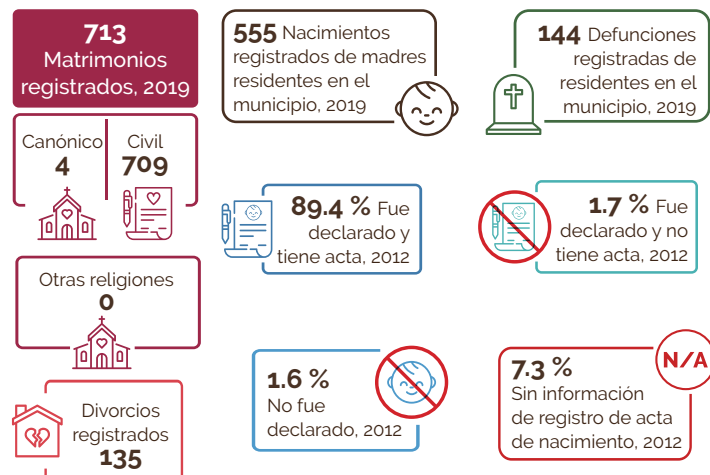 713
Matrimonios
registrados, 2019
Canónico
4
Civil
709
Otras religiones
0
Divorcios
registrados
135
555 Nacimientos
registrados de madres
residentes en el
municipio, 2019
144 Defunciones
registradas de
residentes en el
municipio, 2019
89.4 % Fue
declarado y
tiene acta, 2012
1.7 % Fue
declarado y no
tiene acta, 2012
1.6 %
No fue
declarado, 2012
N/A
7.3 %
Sin información
de registro de acta
de nacimiento, 2012